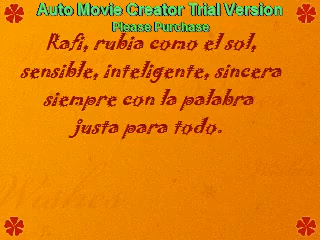 Auto Movie Creator Trial Version
Please Purchase
Rafi, rubia como el sol,
sensible, inteligente, sincera
siempre con la palabra
justa para todo.
Wishes